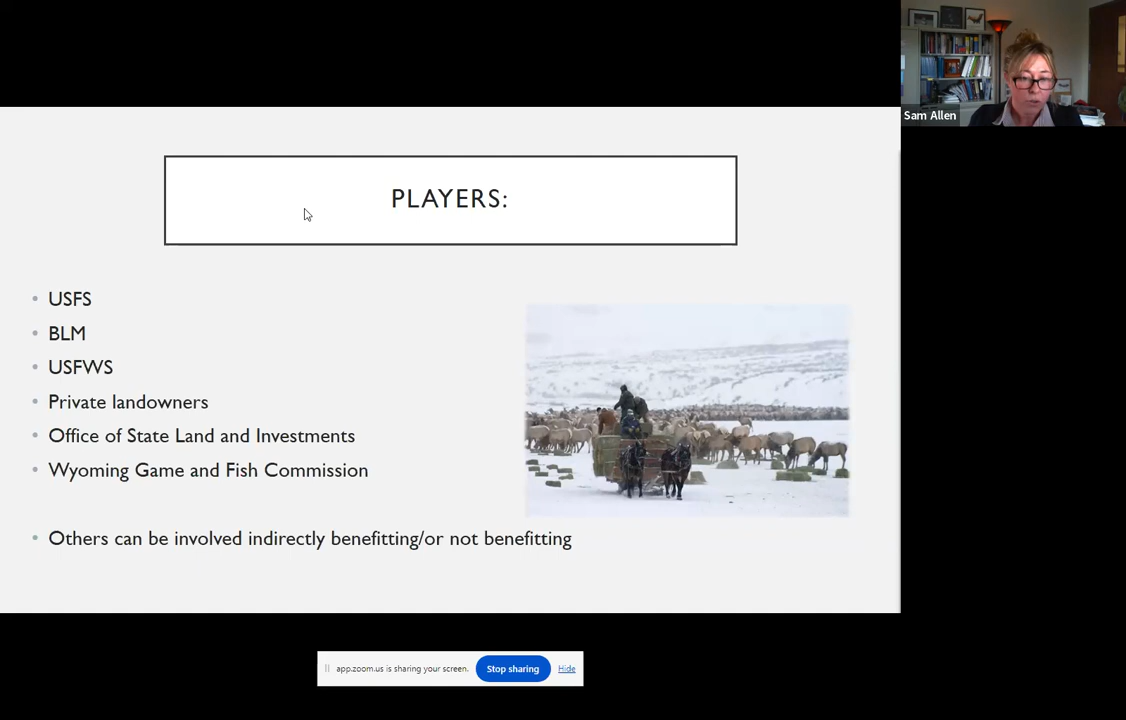 Sam Allen
PLAYERS:
• USFS
• BLM
• USFWS
• Private landowners
• Office of State Land and Investments
• Wyoming Game and Fish Commission
• Others can be involved indirectly benefitting/or not benefitting
app.zoom.us is sharing your screen.
Stop sharing
Hide